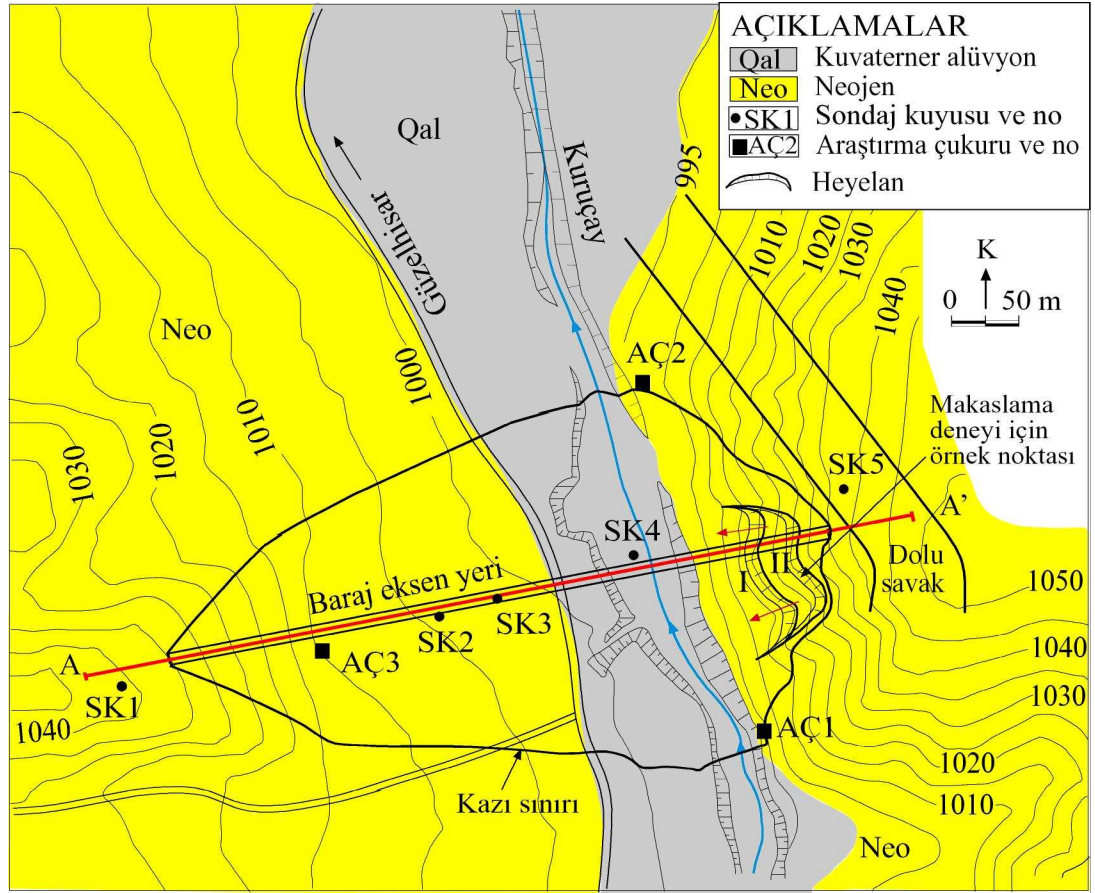 AÇIKLAMALAR
Qal Kuvaterner alüvyon
Neo Neojen
SK1 Sondaj kuyusu ve no
AÇ2 Araştırma çukuru ve no
Heyelan
Qal
Kuruçay
Güzelhisar
995
1010
1020
1030
1040
K
0 50 m
Neo
1000
1010
1020
1030
AÇ2
Makaslama
deneyi için
örnek noktası
SK5
A'
SK4
I
II
Dolu
savak
Baraj eksen yeri
SK3
SK2
AÇ3
A
SK1
1040
1050
1040
1030
1020
1010
AÇ1
Kazı sınırı
Neo